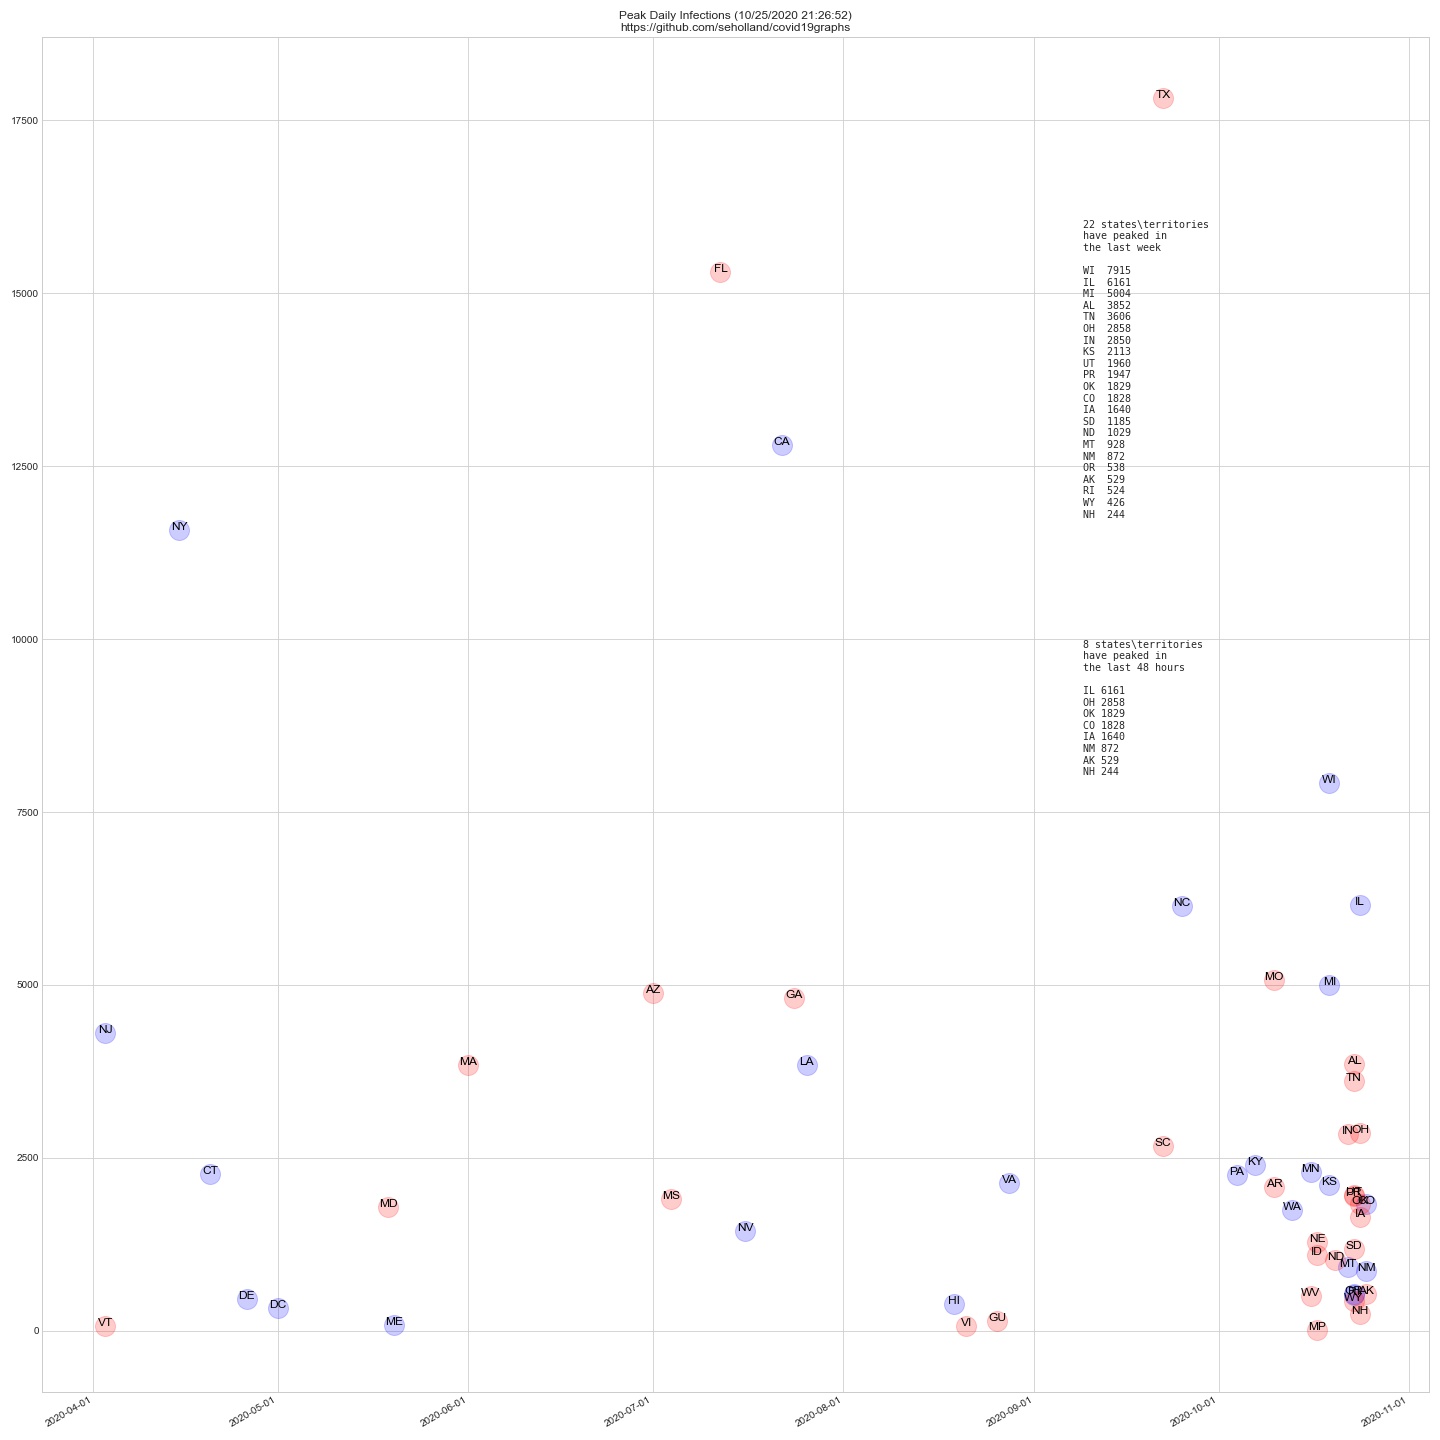 Peak Daily Infections (10/25/2020 21:26:52)
https://github.com/seholland/covid19graphs
17500
15000
12500
10000
7500
5000
2500
0
TX
FL
CA
NY
22 states\territories
have peaked in
the last week
WI  7915
IL  6161
MI  5004
AL  3852
TN  3606
OH  2858
IN  2850
KS  2113
UT  1960
PR  1947
OK  1829
CO  1828
IA  1640
SD  1185
ND  1029
MT  928
NM  872
OR  538
AK  529
RI  524
WY  426
NH  244
8 states\territories
have peaked in
the last 48 hours
IL 6161
OH 2858
OK 1829
CO 1828
IA 1640
NM 872
AK 529
NH 244
WI
NC
IL
MO
MI
AZ
GA
NJ
MA
LA
AL
TN
IN
OH
SC
CT
VA
PA
KY
MN
KS
AR
MD
MS
NV
WA
PR
CO
IA
NE
ID
SD
ND
MT
NM
DE
DC
HI
WV
WY
AK
NH
VT
ME
VI
GU
MP
2020-04-01
2020-05-01
2020-06-01
2020-07-01
2020-08-01
2020-09-01
2020-10-01
2020-11-01